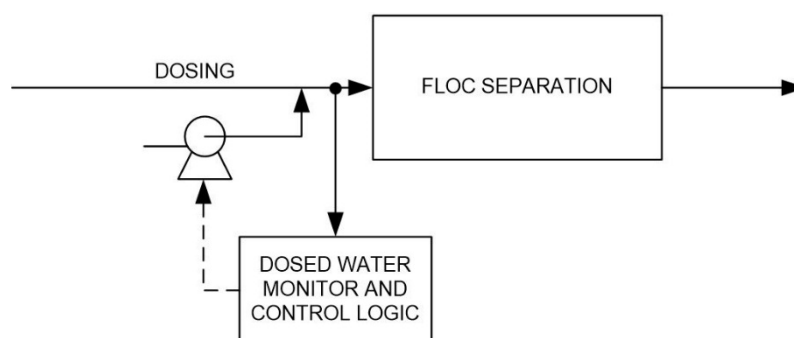 DOSING
FLOC SEPARATION
DOSED WATER
MONITOR AND
CONTROL LOGIC